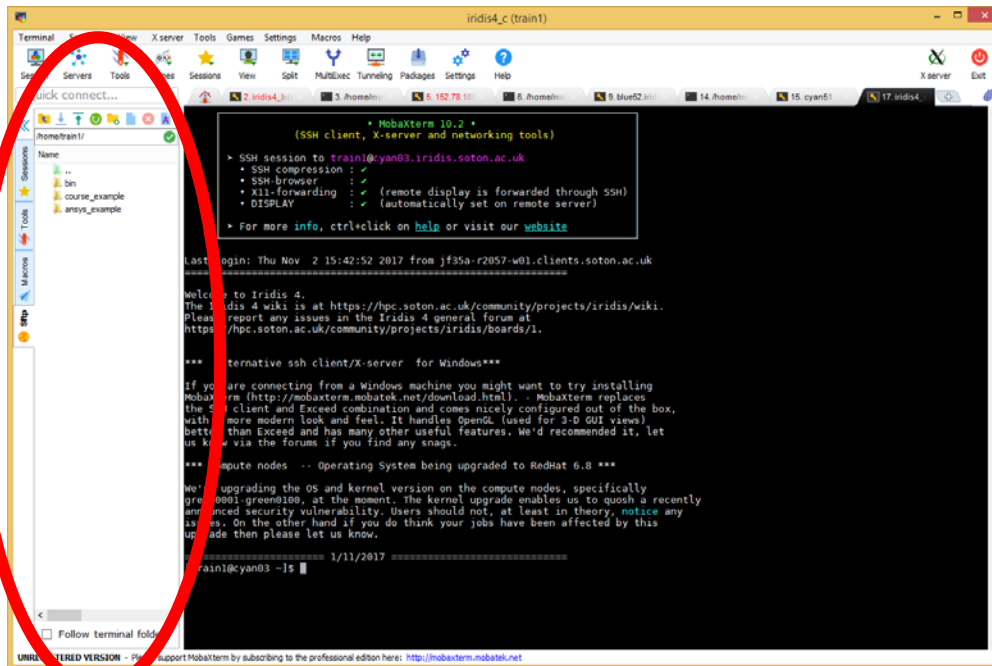 iridis4_c (train1)
Terminal View X server Tools Games Settings Macros Help
Servers Tools Sessions View Split MultiExec Tunneling Packages Settings Help X server Exit
uick connect...
2. iridis4_b 3. /home/m 5. 152.78.18 6. /home/m 9. blue52.irid 14. /home/m 15. cyan51 17. iridis4_
/home/train1/
Name
..
bin
course_example
ansys_example
Sessions
Tools
Macros
Sftp
• MobaXterm 10.2 •
(SSH client, X-server and networking tools)
➤ SSH session to train1@cyan03.iridis.soton.ac.uk
• SSH compression : ✔
• SSH-browser : ✔
• X11-forwarding : ✔ (remote display is forwarded through SSH)
• DISPLAY : ✔ (automatically set on remote server)
➤ For more info, ctrl+click on help or visit our website
Last login: Thu Nov 2 15:42:52 2017 from jf35a-r2057-w01.clients.soton.ac.uk
================================================================
Welcome to Iridis 4.
The Iridis 4 wiki is at https://hpc.soton.ac.uk/community/projects/iridis/wiki.
Please report any issues in the Iridis 4 general forum at
https://hpc.soton.ac.uk/community/projects/iridis/boards/1.
*** ternative ssh client/X-server for Windows***
If you are connecting from a Windows machine you might want to try installing
MobaXterm (http://mobaxterm.mobatek.net/download.html). - MobaXterm replaces
the SSH client and Exceed combination and comes nicely configured out of the box,
with a more modern look and feel. It handles OpenGL (used for 3-D GUI views)
better than Exceed and has many other useful features. We'd recommended it, let
us know via the forums if you find any snags.
*** ompute nodes -- Operating System being upgraded to RedHat 6.8 ***
We're upgrading the OS and kernel version on the compute nodes, specifically
green0001-green0100, at the moment. The kernel upgrade enables us to quosh a recently
announced security vulnerability. Users should not, at least in theory, notice any
issues. On the other hand if you do think your jobs have been affected by this
upgrade then please let us know.
======================== 1/11/2017 ==============================
train1@cyan03 ~]$
Follow terminal folde
UNREGISTERED VERSION - Please support MobaXterm by subscribing to the professional edition here: http://mobaxterm.mobatek.net